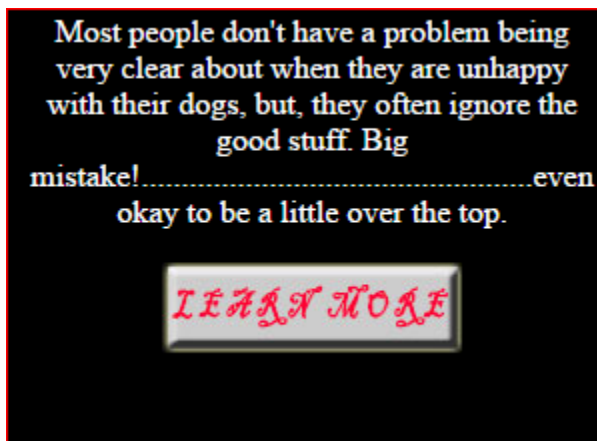 Most people don't have a problem being
very clear about when they are unhappy
with their dogs, but, they often ignore the
good stuff. Big
mistake!.................................................even
okay to be a little over the top.
LEARN MORE